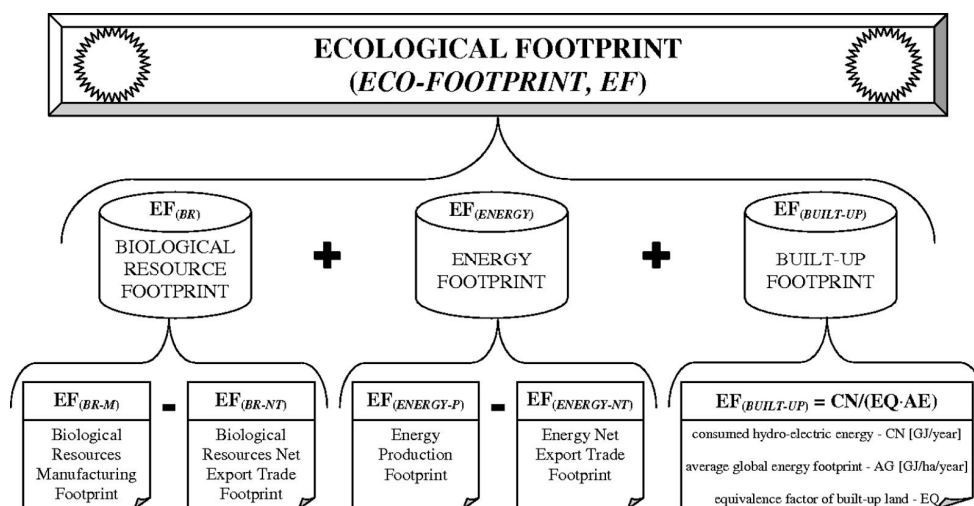 ECOLOGICAL FOOTPRINT
(ECO-FOOTPRINT, EF)
EF(BR)
BIOLOGICAL
RESOURCE
FOOTPRINT
+
EF(ENERGY)
ENERGY
FOOTPRINT
+
EF(BUILT-UP)
BUILT-UP
FOOTPRINT
EF(BR-M)
Biological
Resources
Manufacturing
Footprint
-
EF(BR-NT)
Biological
Resources Net
Export Trade
Footprint
EF(ENERGY-P)
Energy
Production
Footprint
-
EF(ENERGY-NT)
Energy Net
Export Trade
Footprint
EF(BUILT-UP) = CN/(EQ·AE)
consumed hydro-electric energy - CN [GJ/year]
average global energy footprint - AG [GJ/ha/year]
equivalence factor of built-up land - EQ